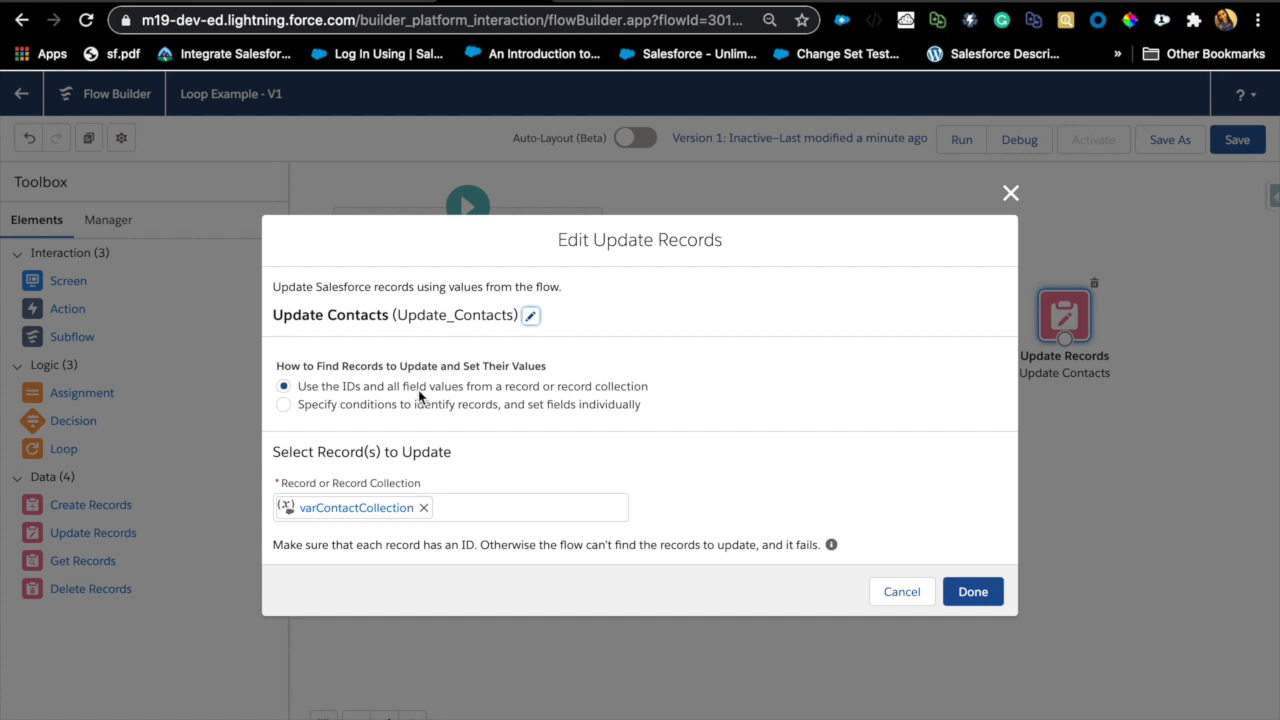 m19-dev-ed.lightning.force.com/builder_platform_interaction/flowBuilder.app?flowId=301...
Apps
sf.pdf
Integrate Salesfor...
Log In Using | Sal...
An Introduction to...
Salesforce – Unlim...
Change Set Test...
Salesforce Descri...
»
Other Bookmarks
Flow Builder
Loop Example - V1
?
Auto-Layout (Beta)
Version 1: Inactive—Last modified a minute ago
Run
Debug
Activate
Save As
Save
Toolbox
Elements
Manager
Interaction (3)
Screen
Action
Subflow
Logic (3)
Assignment
Decision
Loop
Data (4)
Create Records
Update Records
Get Records
Delete Records
Edit Update Records
Update Salesforce records using values from the flow.
Update Contacts (Update_Contacts)
How to Find Records to Update and Set Their Values
Use the IDs and all field values from a record or record collection
Specify conditions to identify records, and set fields individually
Select Record(s) to Update
*Record or Record Collection
varContactCollection
Make sure that each record has an ID. Otherwise the flow can't find the records to update, and it fails.
Cancel
Done
Update Records
Update Contacts